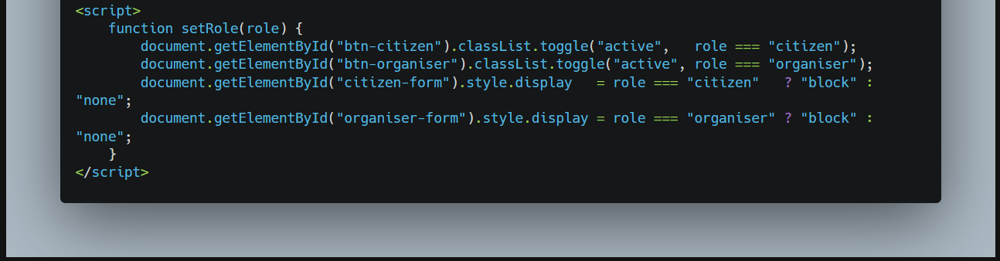 <script>
    function setRole(role) {
        document.getElementById("btn-citizen").classList.toggle("active",   role === "citizen");
        document.getElementById("btn-organiser").classList.toggle("active", role === "organiser");
        document.getElementById("citizen-form").style.display   = role === "citizen"   ? "block" :
"none";
        document.getElementById("organiser-form").style.display = role === "organiser" ? "block" :
"none";
    }
</script>